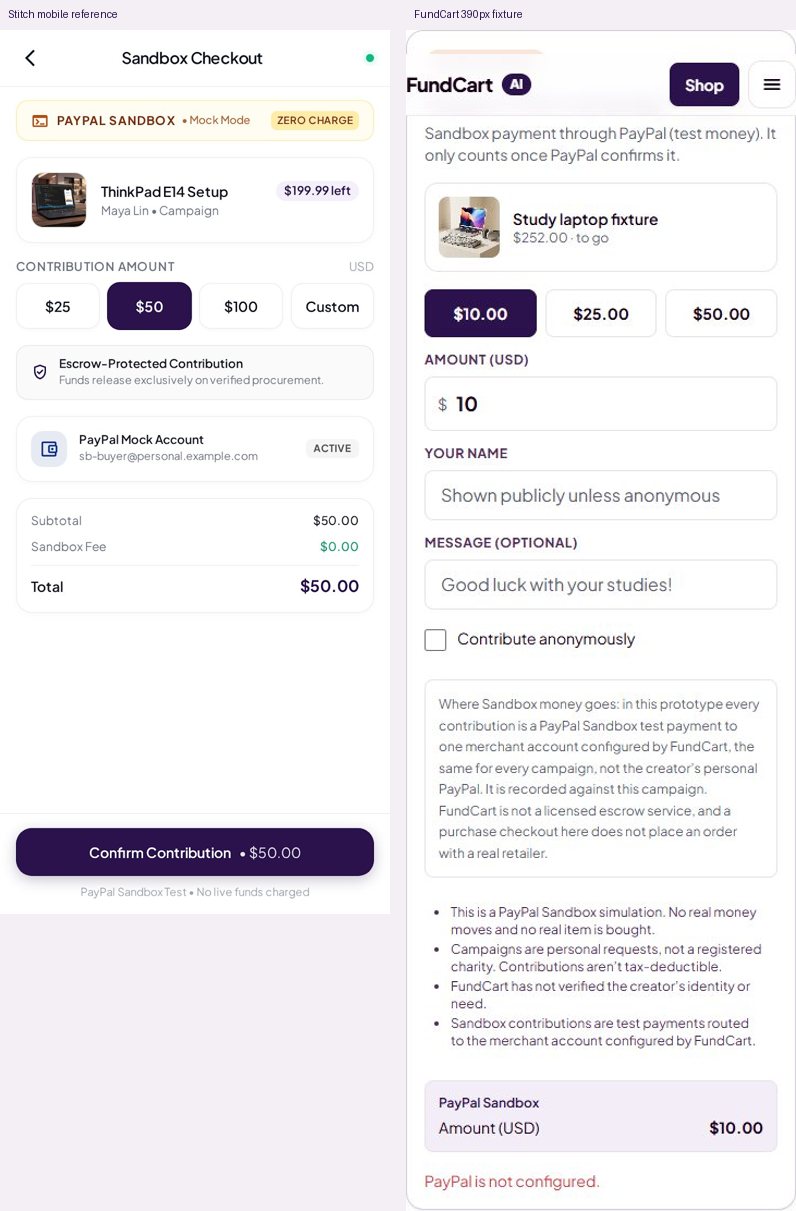 Stitch mobile reference
Sandbox Checkout
PAYPAL SANDBOX • Mock Mode ZERO CHARGE
ThinkPad E14 Setup $199.99 left
Maya Lin • Campaign
CONTRIBUTION AMOUNT USD
$25 $50 $100 Custom
Escrow-Protected Contribution
Funds release exclusively on verified procurement.
PayPal Mock Account
sb-buyer@personal.example.com
ACTIVE
Subtotal $50.00
Sandbox Fee $0.00
Total $50.00
Confirm Contribution • $50.00
PayPal Sandbox Test • No live funds charged
FundCart 390px fixture
FundCart AI Shop
Sandbox payment through PayPal (test money). It
only counts once PayPal confirms it.
Study laptop fixture
$252.00 · to go
$10.00 $25.00 $50.00
AMOUNT (USD)
$ 10
YOUR NAME
Shown publicly unless anonymous
MESSAGE (OPTIONAL)
Good luck with your studies!
Contribute anonymously
Where Sandbox money goes: in this prototype every
contribution is a PayPal Sandbox test payment to
one merchant account configured by FundCart, the
same for every campaign, not the creator's personal
PayPal. It is recorded against this campaign.
FundCart is not a licensed escrow service, and a
purchase checkout here does not place an order
with a real retailer.
• This is a PayPal Sandbox simulation. No real money
moves and no real item is bought.
• Campaigns are personal requests, not a registered
charity. Contributions aren't tax-deductible.
• FundCart has not verified the creator's identity or
need.
• Sandbox contributions are test payments routed
to the merchant account configured by FundCart.
PayPal Sandbox
Amount (USD) $10.00
PayPal is not configured.